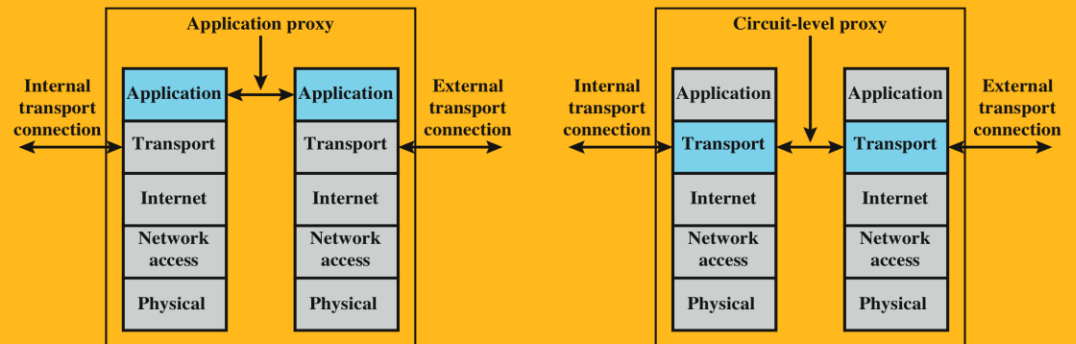 Application proxy
Internal
transport
connection
Application
Transport
Internet
Network
access
Physical
Application
Transport
Internet
Network
access
Physical
External
transport
connection
Circuit-level proxy
Internal
transport
connection
Application
Transport
Internet
Network
access
Physical
Application
Transport
Internet
Network
access
Physical
External
transport
connection